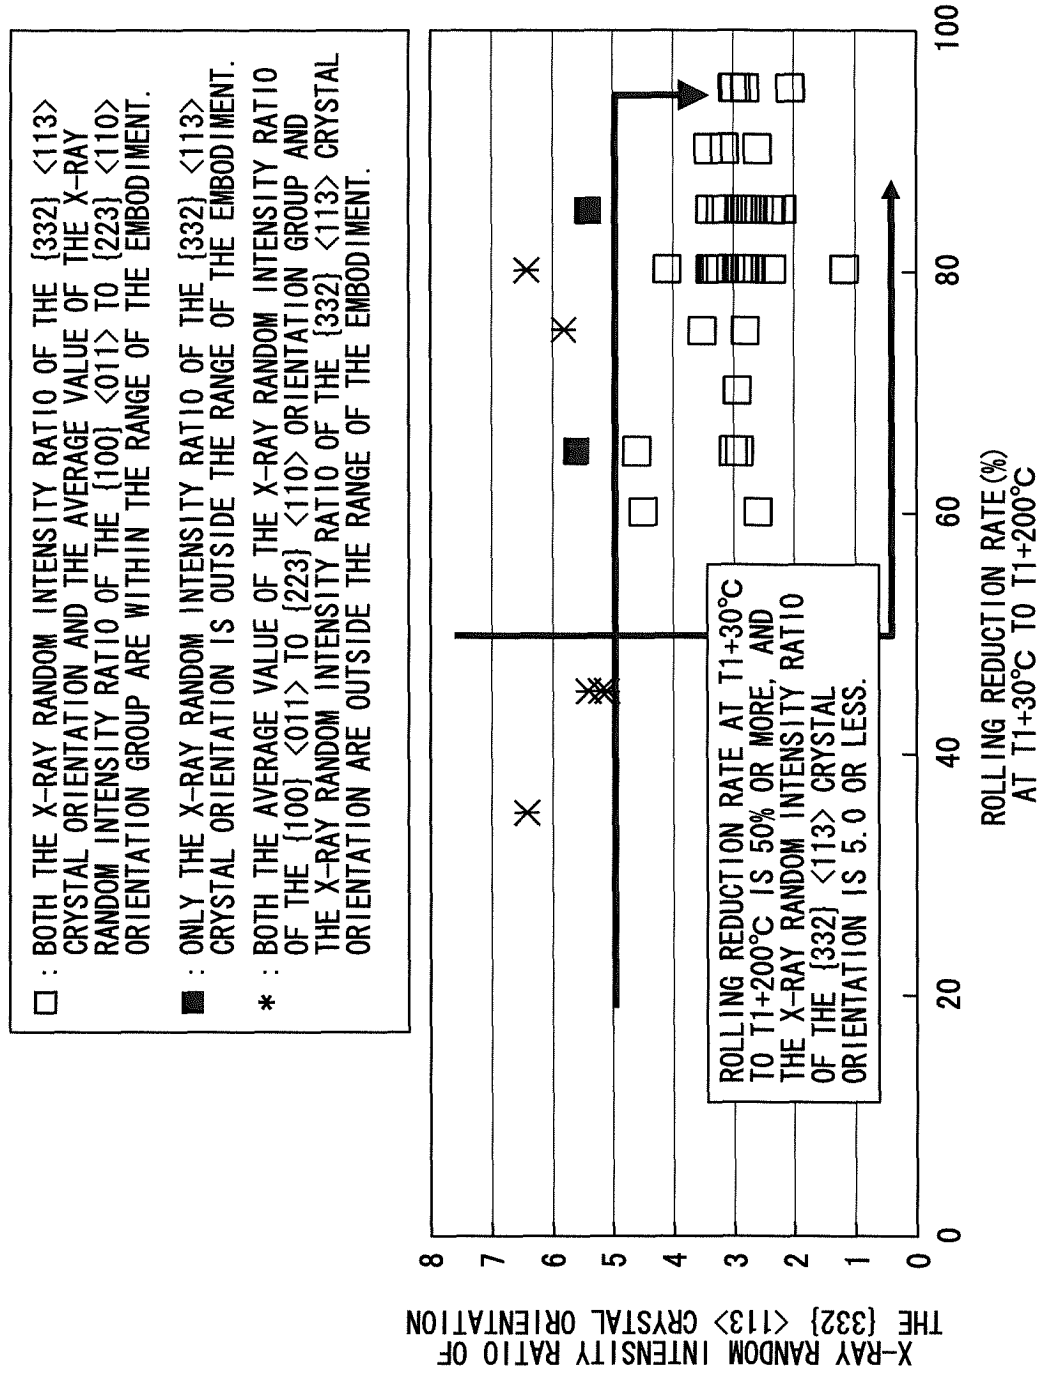 □ : BOTH THE X-RAY RANDOM INTENSITY RATIO OF THE {332} <113>
CRYSTAL ORIENTATION AND THE AVERAGE VALUE OF THE X-RAY
RANDOM INTENSITY RATIO OF THE {100} <011> TO {223} <110>
ORIENTATION GROUP ARE WITHIN THE RANGE OF THE EMBODIMENT.
■ : ONLY THE X-RAY RANDOM INTENSITY RATIO OF THE {332} <113>
CRYSTAL ORIENTATION IS OUTSIDE THE RANGE OF THE EMBODIMENT.
* : BOTH THE AVERAGE VALUE OF THE X-RAY RANDOM INTENSITY RATIO
OF THE {100} <011> TO {223} <110> ORIENTATION GROUP AND
THE X-RAY RANDOM INTENSITY RATIO OF THE {332} <113> CRYSTAL
ORIENTATION ARE OUTSIDE THE RANGE OF THE EMBODIMENT.
X-RAY RANDOM INTENSITY RATIO OF
THE {332} <113> CRYSTAL ORIENTATION
8
7
6
5
4
3
2
1
0
ROLLING REDUCTION RATE AT T1+30°C
TO T1+200°C IS 50% OR MORE, AND
THE X-RAY RANDOM INTENSITY RATIO
OF THE {332} <113> CRYSTAL
ORIENTATION IS 5.0 OR LESS.
0 20 40 60 80 100
ROLLING REDUCTION RATE(%)
AT T1+30°C TO T1+200°C